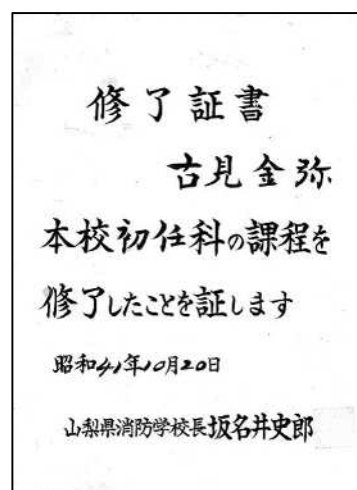 修了証書
古見金弥
本校初任科の課程を
修了したことを証します
昭和41年10月20日
山梨県消防学校長坂名井史郎